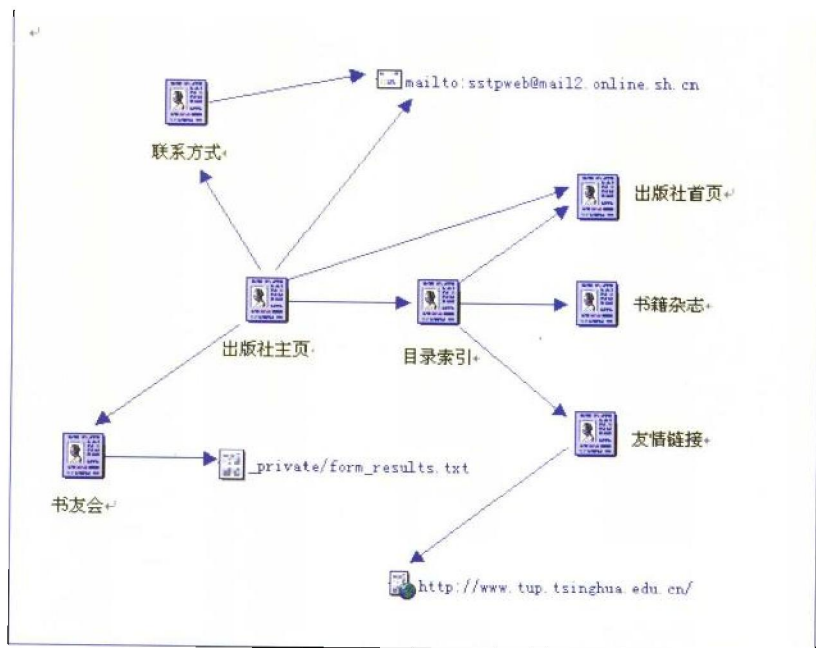 mailto:sstpweb@mail2.online.sh.cn
联系方式
出版社首页
书籍杂志
出版社主页
目录索引
友情链接
_private/form_results.txt
书友会
http://www.tup.tsinghua.edu.cn/